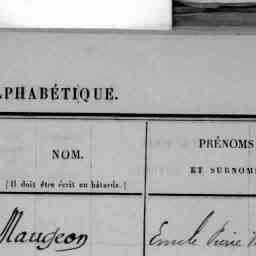 LPHABÉTIQUE.
NOM.
(Il doit être écrit en bâtarde.)
PRÉNOMS
ET SURNOMS
Maugeon
Emile Pierre